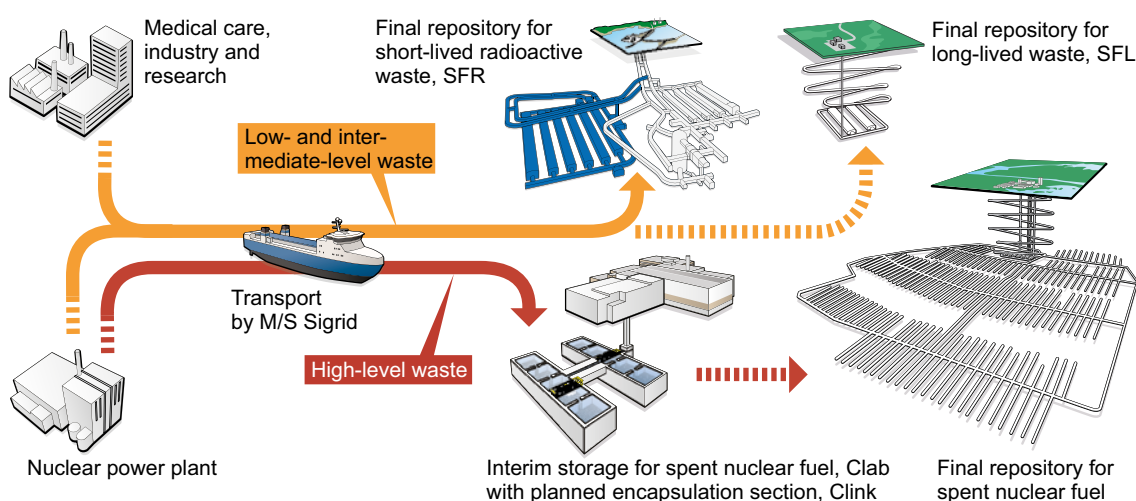 Medical care,
industry and
research
Final repository for
short-lived radioactive
waste, SFR
Final repository for
long-lived waste, SFL
Low- and inter-
mediate-level waste
Transport
by M/S Sigrid
High-level waste
Nuclear power plant
Interim storage for spent nuclear fuel, Clab
with planned encapsulation section, Clink
Final repository for
spent nuclear fuel